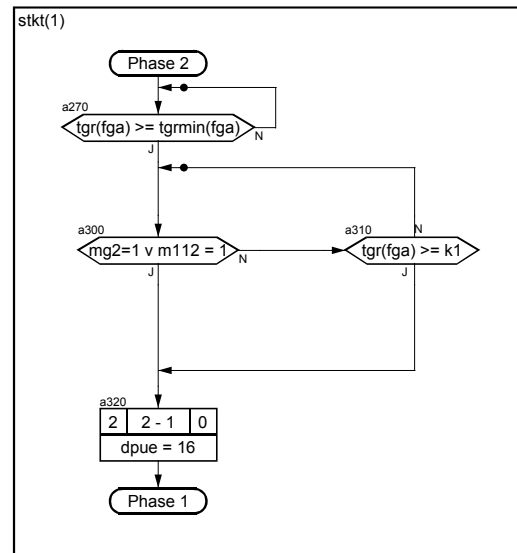 stkt(1)
Phase 2
a270
tgr(fga) >= tgrmin(fga)
N
J
a300
mg2=1 v m112 = 1
N
J
a310
N
tgr(fga) >= k1
J
a320
2 2 - 1 0
dpue = 16
Phase 1